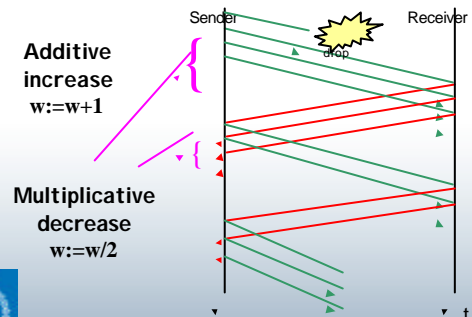 Sender
Receiver
drop
Additive
increase
w:=w+1
Multiplicative
decrease
w:=w/2
t